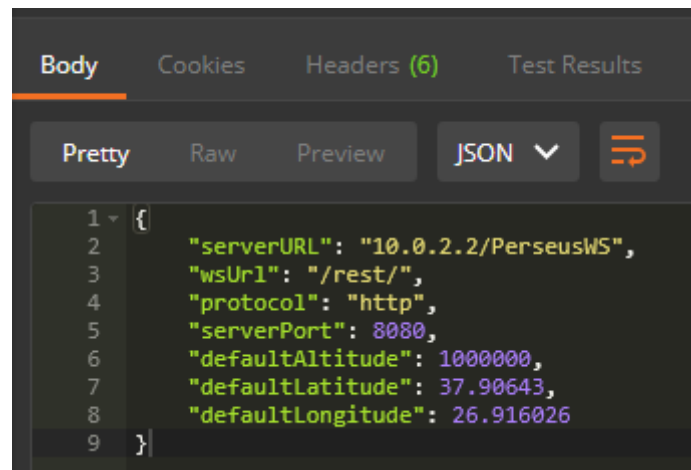 Body Cookies Headers (6) Test Results
Pretty Raw Preview JSON
1 {
2 "serverURL": "10.0.2.2/PerseusWS",
3 "wsUrl": "/rest/",
4 "protocol": "http",
5 "serverPort": 8080,
6 "defaultAltitude": 1000000,
7 "defaultLatitude": 37.90643,
8 "defaultLongitude": 26.916026
9 }